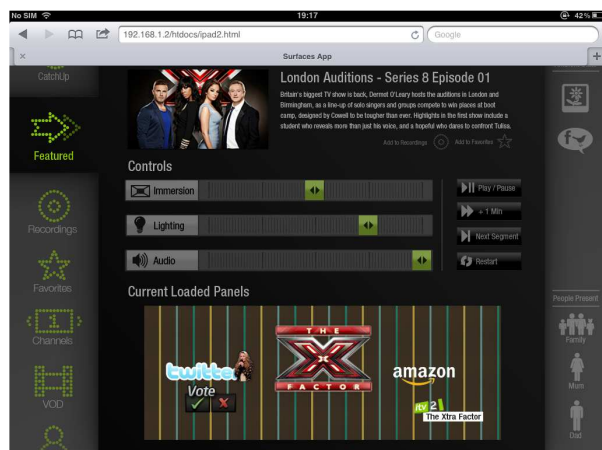 No SIM
19:17
42%
192.168.1.2/htdocs/ipad2.html
Google
Surfaces App
CatchUp
London Auditions - Series 8 Episode 01
Britain's biggest TV show is back, Dermot O'Leary hosts the auditions in London and
Birmingham, as a line-up of solo singers and groups compete to win places at boot
camp, designed by Cowell to be tougher than ever. Highlights in the first show include a
student who reveals more than just his voice, and a hopeful who dares to confront Tulisa.
Add to Recordings
Add to Favorites
Featured
Controls
Immersion
Play / Pause
+ 1 Min
Recordings
Lighting
Next Segment
Audio
Restart
Favorites
Current Loaded Panels
People Present
1
Channels
THE
X
FACTOR
twitter
Vote
amazon
itv 2
The Xtra Factor
Family
Mum
VOD
Dad